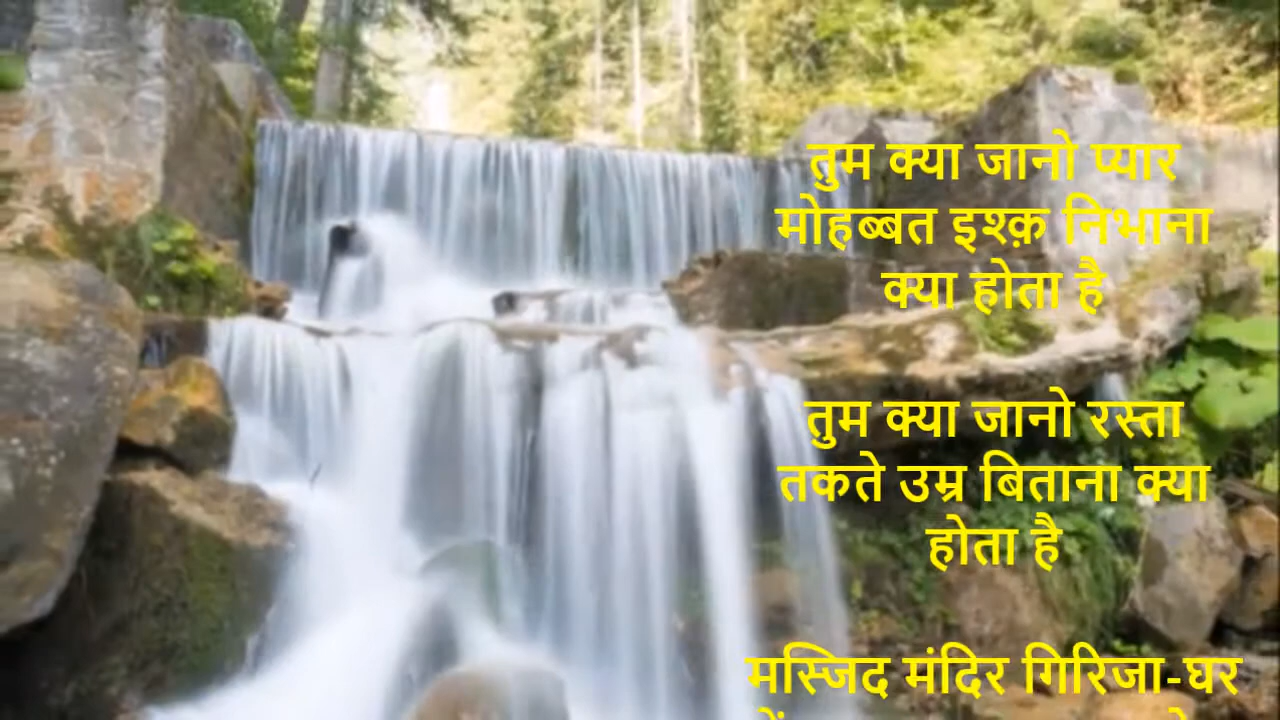 तुम क्या जानो प्यार
मोहब्बत इश्क़ निभाना
क्या होता है
तुम क्या जानो रस्ता
तकते उम्र बिताना क्या
होता है
मस्जिद मंदिर गिरिजा-घर